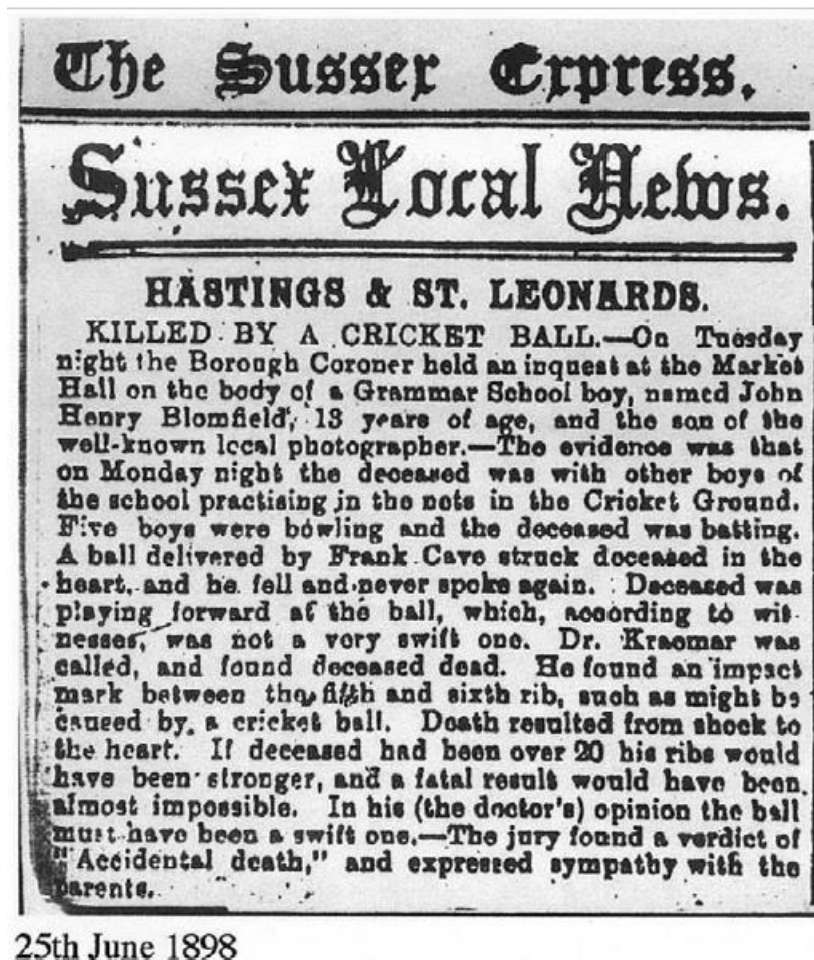 The Sussex Express.
Sussex Local News.
HASTINGS & ST. LEONARDS.
KILLED BY A CRICKET BALL.—On Tuesday
night the Borough Coroner held an inquest at the Market
Hall on the body of a Grammar School boy, named John
Henry Blomfield, 13 years of age, and the son of the
well-known local photographer.—The evidence was that
on Monday night the deceased was with other boys of
the school practising in the nets in the Cricket Ground.
Five boys were bowling and the deceased was batting.
A ball delivered by Frank Cave struck deceased in the
heart, and he fell and never spoke again. Deceased was
playing forward at the ball, which, according to wit-
nesses, was not a very swift one. Dr. Kraemar was
called, and found deceased dead. He found an impact
mark between the fifth and sixth rib, such as might be
caused by a cricket ball. Death resulted from shock to
the heart. If deceased had been over 20 his ribs would
have been stronger, and a fatal result would have been
almost impossible. In his (the doctor's) opinion the ball
must have been a swift one.—The jury found a verdict of
"Accidental death," and expressed sympathy with the
parents.
25th June 1898